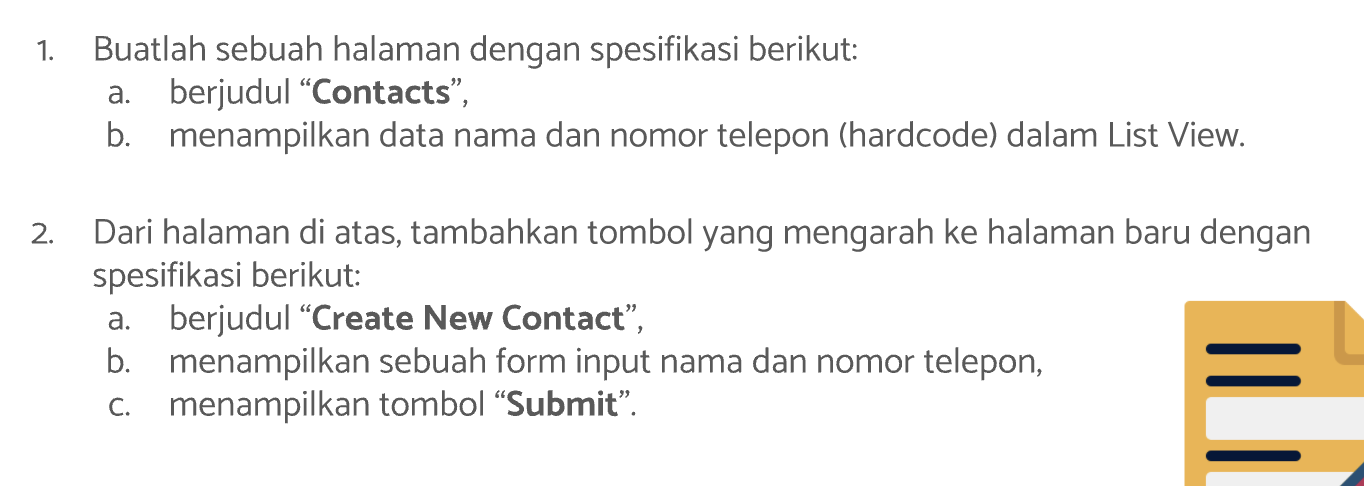 1. Buatlah sebuah halaman dengan spesifikasi berikut:
a. berjudul “Contacts”,
b. menampilkan data nama dan nomor telepon (hardcode) dalam List View.
2. Dari halaman di atas, tambahkan tombol yang mengarah ke halaman baru dengan
spesifikasi berikut:
a. berjudul “Create New Contact”,
b. menampilkan sebuah form input nama dan nomor telepon,
c. menampilkan tombol “Submit”.